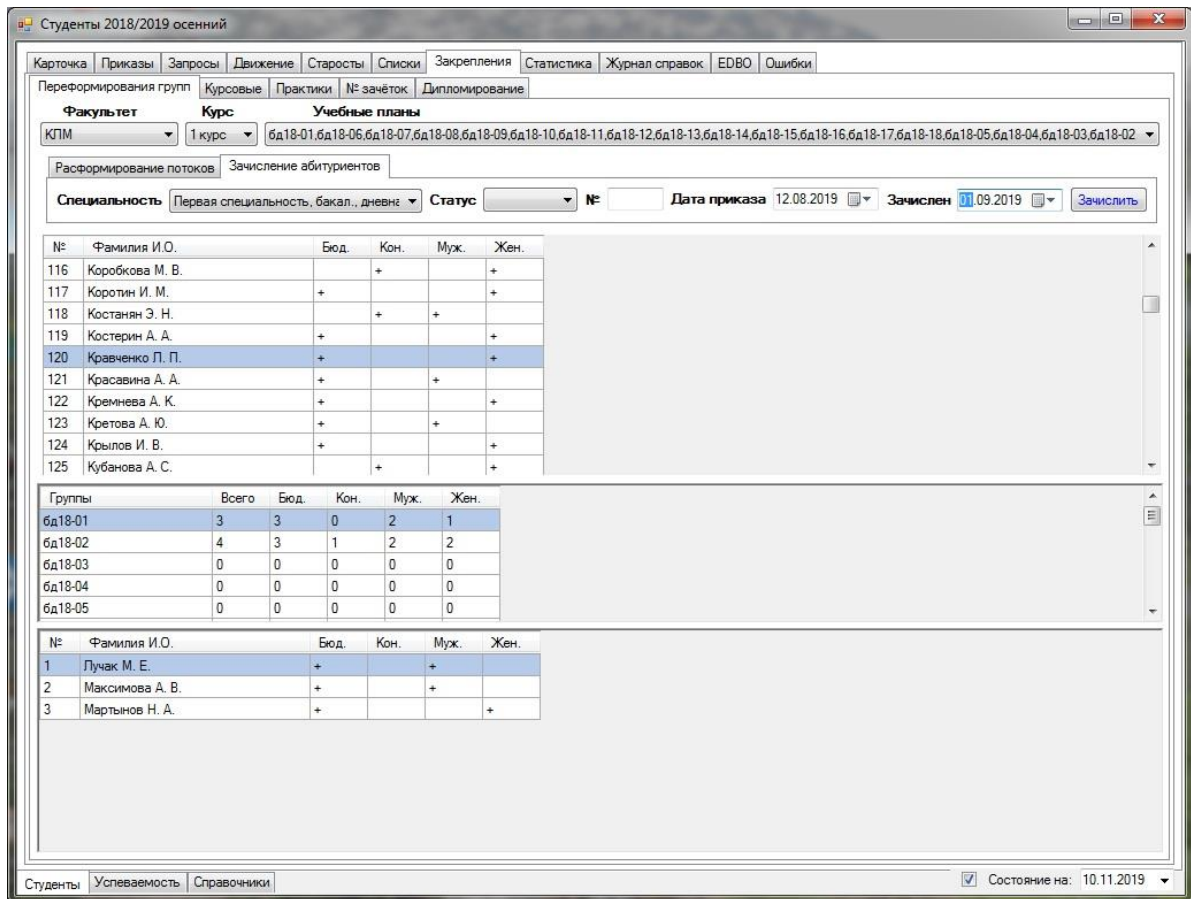 Студенты 2018/2019 осенний
Карточка Приказы Запросы Движение Старосты Списки Закрепления Статистика Журнал справок EDBO Ошибки
Переформирования групп Курсовые Практики № зачёток Дипломирование
Факультет Курс Учебные планы
КПМ 1 курс бд18-01,бд18-06,бд18-07,бд18-08,бд18-09,бд18-10,бд18-11,бд18-12,бд18-13,бд18-14,бд18-15,бд18-16,бд18-17,бд18-18,бд18-05,бд18-04,бд18-03,бд18-02
Расформирование потоков Зачисление абитуриентов
Специальность Первая специальность, бакал., дневна Статус № Дата приказа 12.08.2019 Зачислен 01.09.2019 Зачислить
№ Фамилия И.О. Бюд. Кон. Муж. Жен.
116 Коробкова М. В. + +
117 Коротин И. М. + +
118 Костанян Э. Н. + +
119 Костерин А. А. + +
120 Кравченко Л. П. + +
121 Красавина А. А. + +
122 Кремнева А. К. + +
123 Кретова А. Ю. + +
124 Крылов И. В. + +
125 Кубанова А. С. + +
Группы Всего Бюд. Кон. Муж. Жен.
бд18-01 3 3 0 2 1
бд18-02 4 3 1 2 2
бд18-03 0 0 0 0 0
бд18-04 0 0 0 0 0
бд18-05 0 0 0 0 0
№ Фамилия И.О. Бюд. Кон. Муж. Жен.
1 Лучак М. Е. + +
2 Максимова А. В. + +
3 Мартынов Н. А. + +
Студенты Успеваемость Справочники Состояние на: 10.11.2019